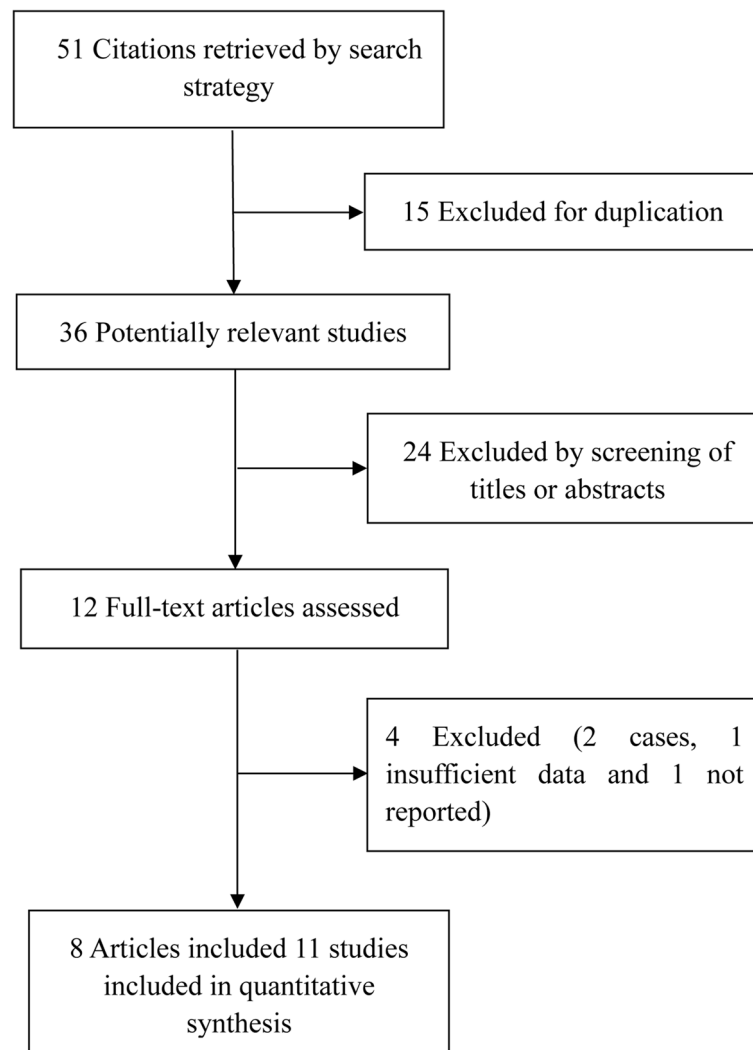 51 Citations retrieved by search
strategy
15 Excluded for duplication
36 Potentially relevant studies
24 Excluded by screening of
titles or abstracts
12 Full-text articles assessed
4 Excluded (2 cases, 1
insufficient data and 1 not
reported)
8 Articles included 11 studies
included in quantitative
synthesis